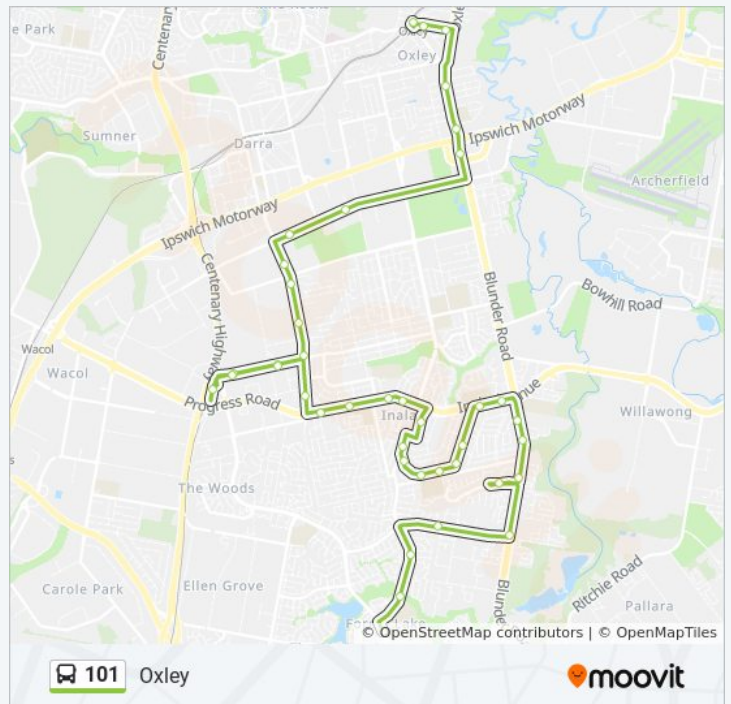 e Park
Centenary
Oxley
Oxley
Sumner
Darra
Ipswich Motorway
Archerfield
Ipswich Motorway
Centenary Highway
Blunder Road
Bowhill Road
Wacol
Wacol
Progress Road
Inala
Willawong
The Woods
Carole Park
Ellen Grove
Ritchie Road
Pallara
© OpenStreetMap contributors | © OpenMapTiles
101 Oxley
moovit